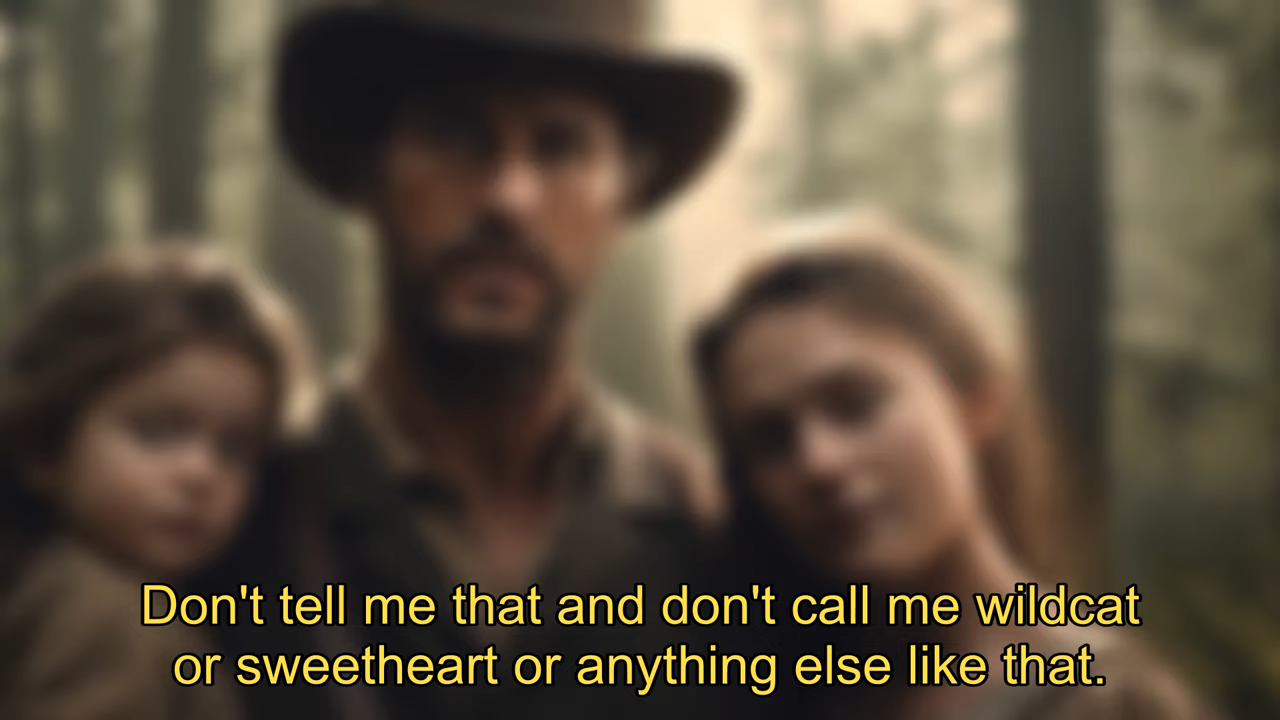 Don't tell me that and don't call me wildcat
or sweetheart or anything else like that.